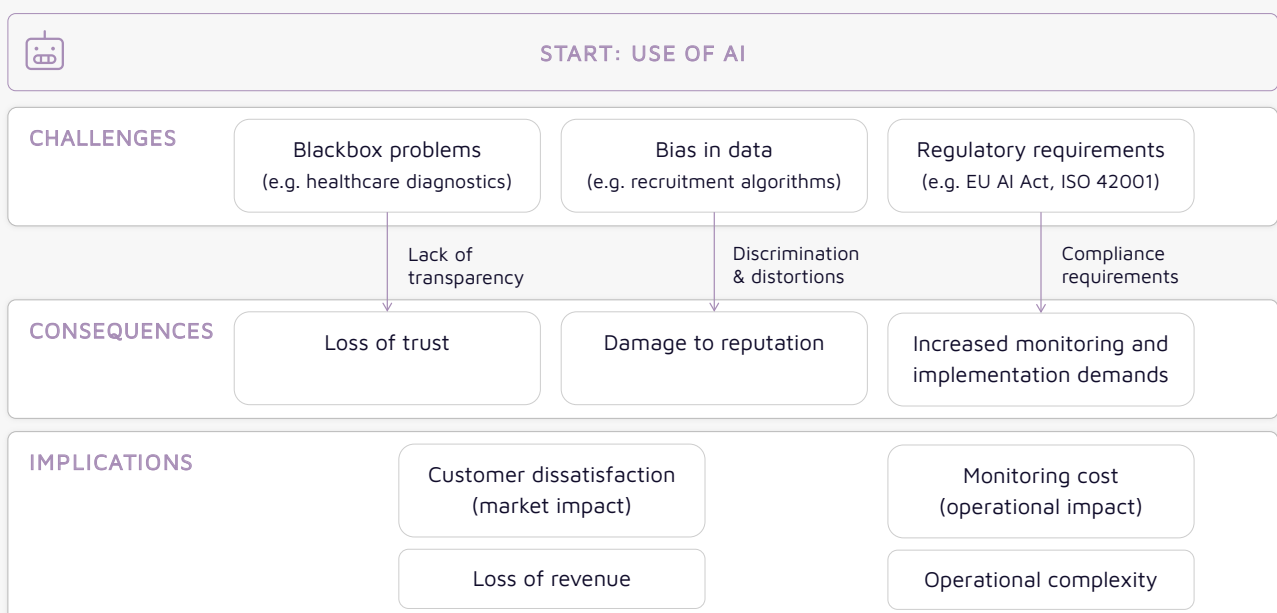 START: USE OF AI
CHALLENGES
Blackbox problems
(e.g. healthcare diagnostics)
Bias in data
(e.g. recruitment algorithms)
Regulatory requirements
(e.g. EU AI Act, ISO 42001)
Lack of
transparency
Discrimination
& distortions
Compliance
requirements
CONSEQUENCES
Loss of trust
Damage to reputation
Increased monitoring and
implementation demands
IMPLICATIONS
Customer dissatisfaction
(market impact)
Monitoring cost
(operational impact)
Loss of revenue
Operational complexity